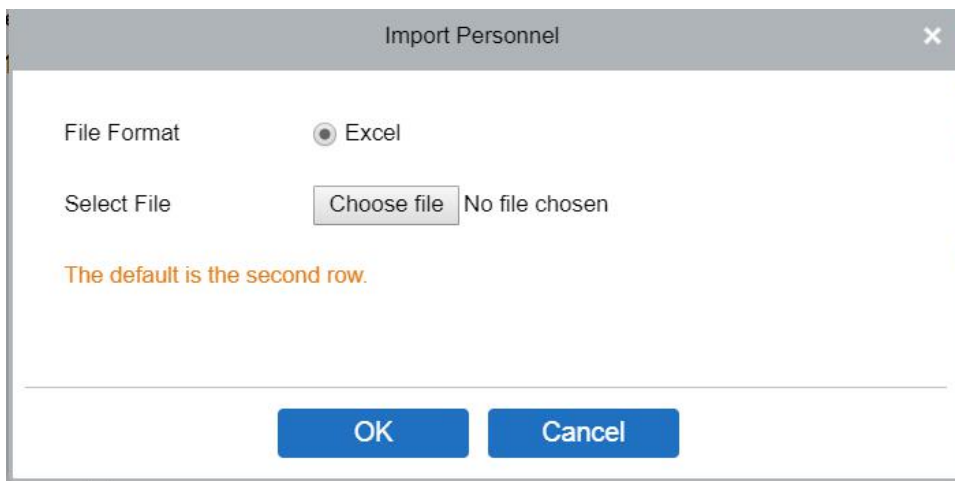 Import Personnel
File Format Excel
Select File Choose file No file chosen
The default is the second row.
OK Cancel